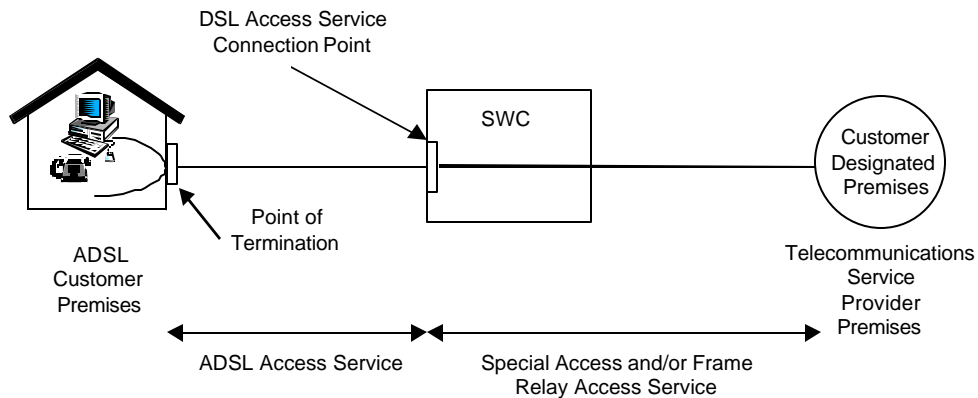 DSL Access Service
Connection Point
SWC
Customer
Designated
Premises
Point of
Termination
ADSL
Customer
Premises
Telecommunications
Service
Provider
Premises
ADSL Access Service
Special Access and/or Frame
Relay Access Service